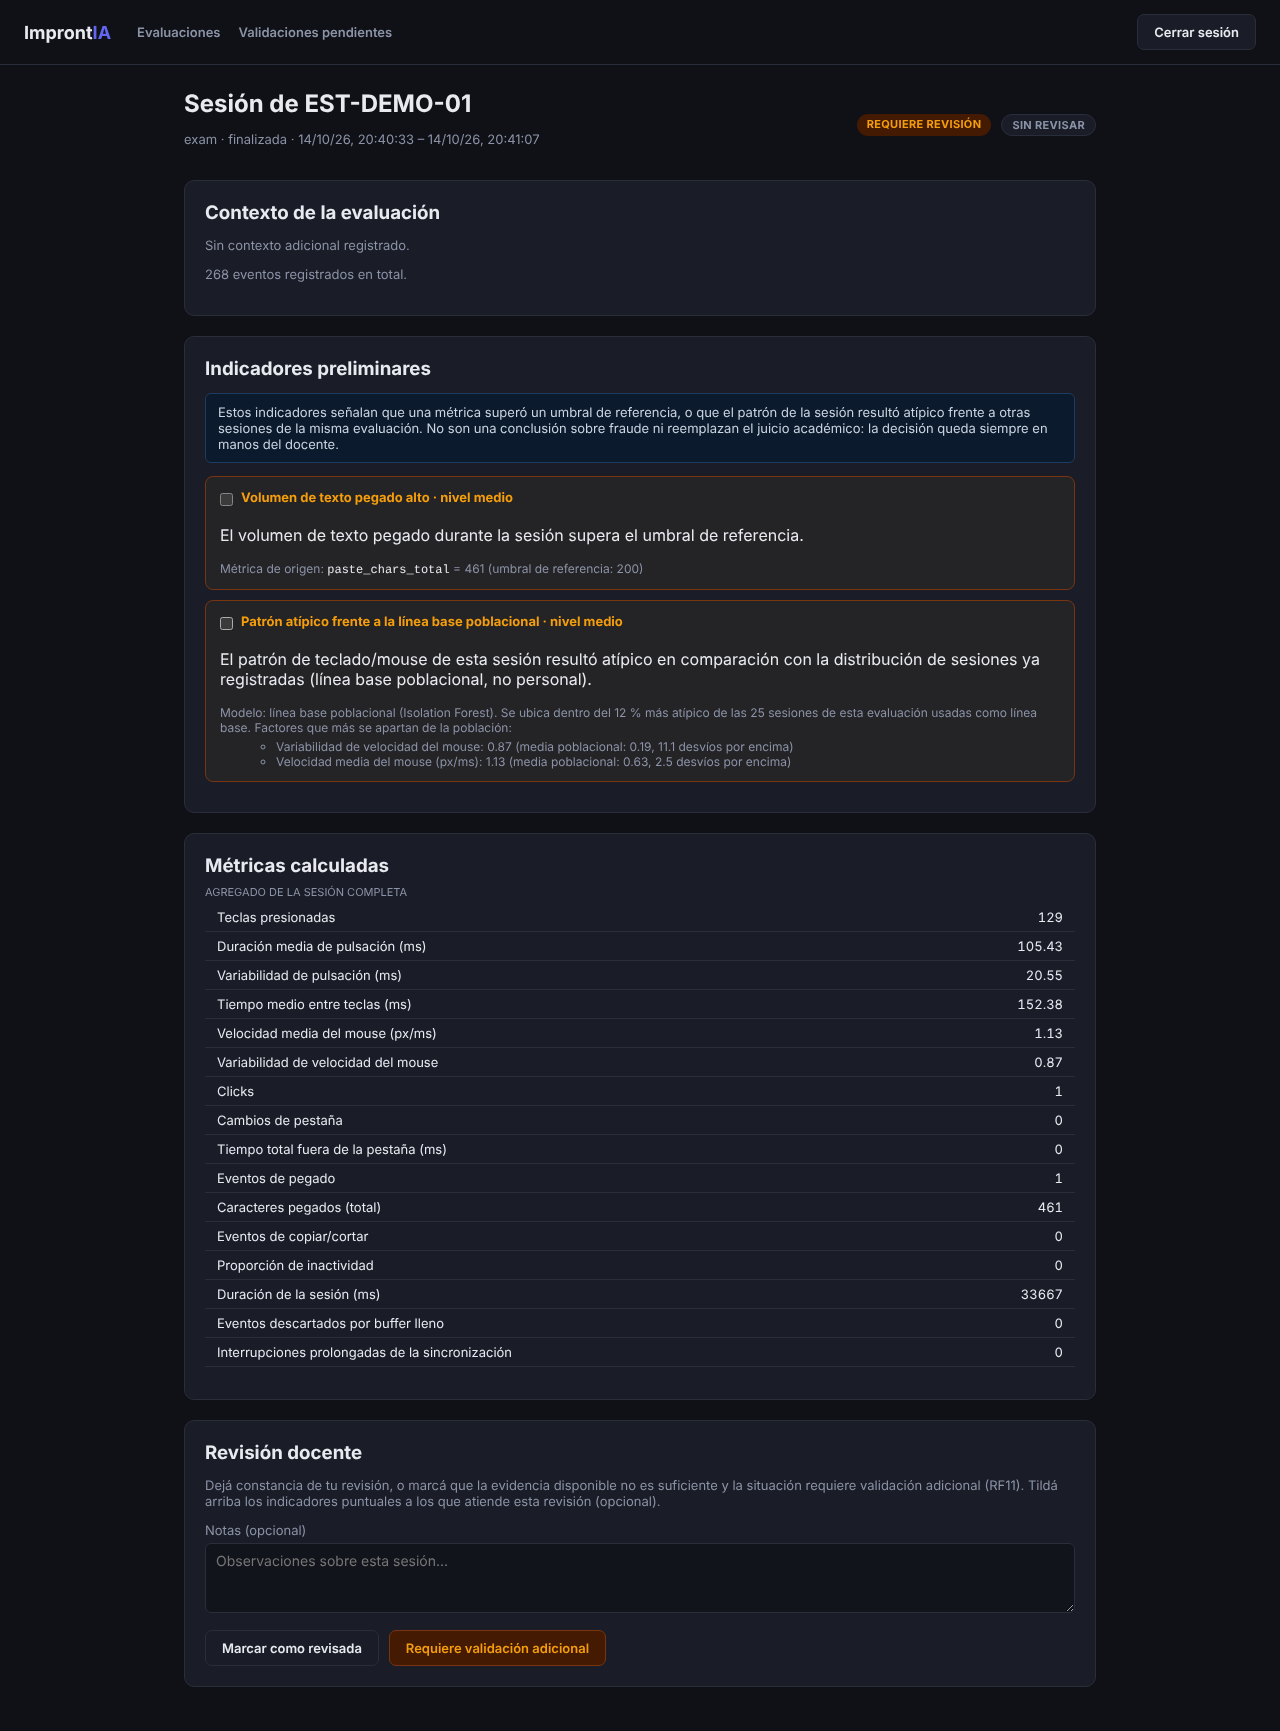 ImprontIA
Evaluaciones
Validaciones pendientes
Cerrar sesión
Sesión de EST-DEMO-01
exam · finalizada · 14/10/26, 20:40:33 – 14/10/26, 20:41:07
REQUIERE REVISIÓN
SIN REVISAR
Contexto de la evaluación
Sin contexto adicional registrado.
268 eventos registrados en total.
Indicadores preliminares
Estos indicadores señalan que una métrica superó un umbral de referencia, o que el patrón de la sesión resultó atípico frente a otras
sesiones de la misma evaluación. No son una conclusión sobre fraude ni reemplazan el juicio académico: la decisión queda siempre en
manos del docente.
Volumen de texto pegado alto · nivel medio
El volumen de texto pegado durante la sesión supera el umbral de referencia.
Métrica de origen: paste_chars_total = 461 (umbral de referencia: 200)
Patrón atípico frente a la línea base poblacional · nivel medio
El patrón de teclado/mouse de esta sesión resultó atípico en comparación con la distribución de sesiones ya
registradas (línea base poblacional, no personal).
Modelo: línea base poblacional (Isolation Forest). Se ubica dentro del 12 % más atípico de las 25 sesiones de esta evaluación usadas como línea
base. Factores que más se apartan de la población:
Variabilidad de velocidad del mouse: 0.87 (media poblacional: 0.19, 11.1 desvíos por encima)
Velocidad media del mouse (px/ms): 1.13 (media poblacional: 0.63, 2.5 desvíos por encima)
Métricas calculadas
AGREGADO DE LA SESIÓN COMPLETA
Teclas presionadas 129
Duración media de pulsación (ms) 105.43
Variabilidad de pulsación (ms) 20.55
Tiempo medio entre teclas (ms) 152.38
Velocidad media del mouse (px/ms) 1.13
Variabilidad de velocidad del mouse 0.87
Clicks 1
Cambios de pestaña 0
Tiempo total fuera de la pestaña (ms) 0
Eventos de pegado 1
Caracteres pegados (total) 461
Eventos de copiar/cortar 0
Proporción de inactividad 0
Duración de la sesión (ms) 33667
Eventos descartados por buffer lleno 0
Interrupciones prolongadas de la sincronización 0
Revisión docente
Dejá constancia de tu revisión, o marcá que la evidencia disponible no es suficiente y la situación requiere validación adicional (RF11). Tildá
arriba los indicadores puntuales a los que atiende esta revisión (opcional).
Notas (opcional)
Observaciones sobre esta sesión...
Marcar como revisada
Requiere validación adicional